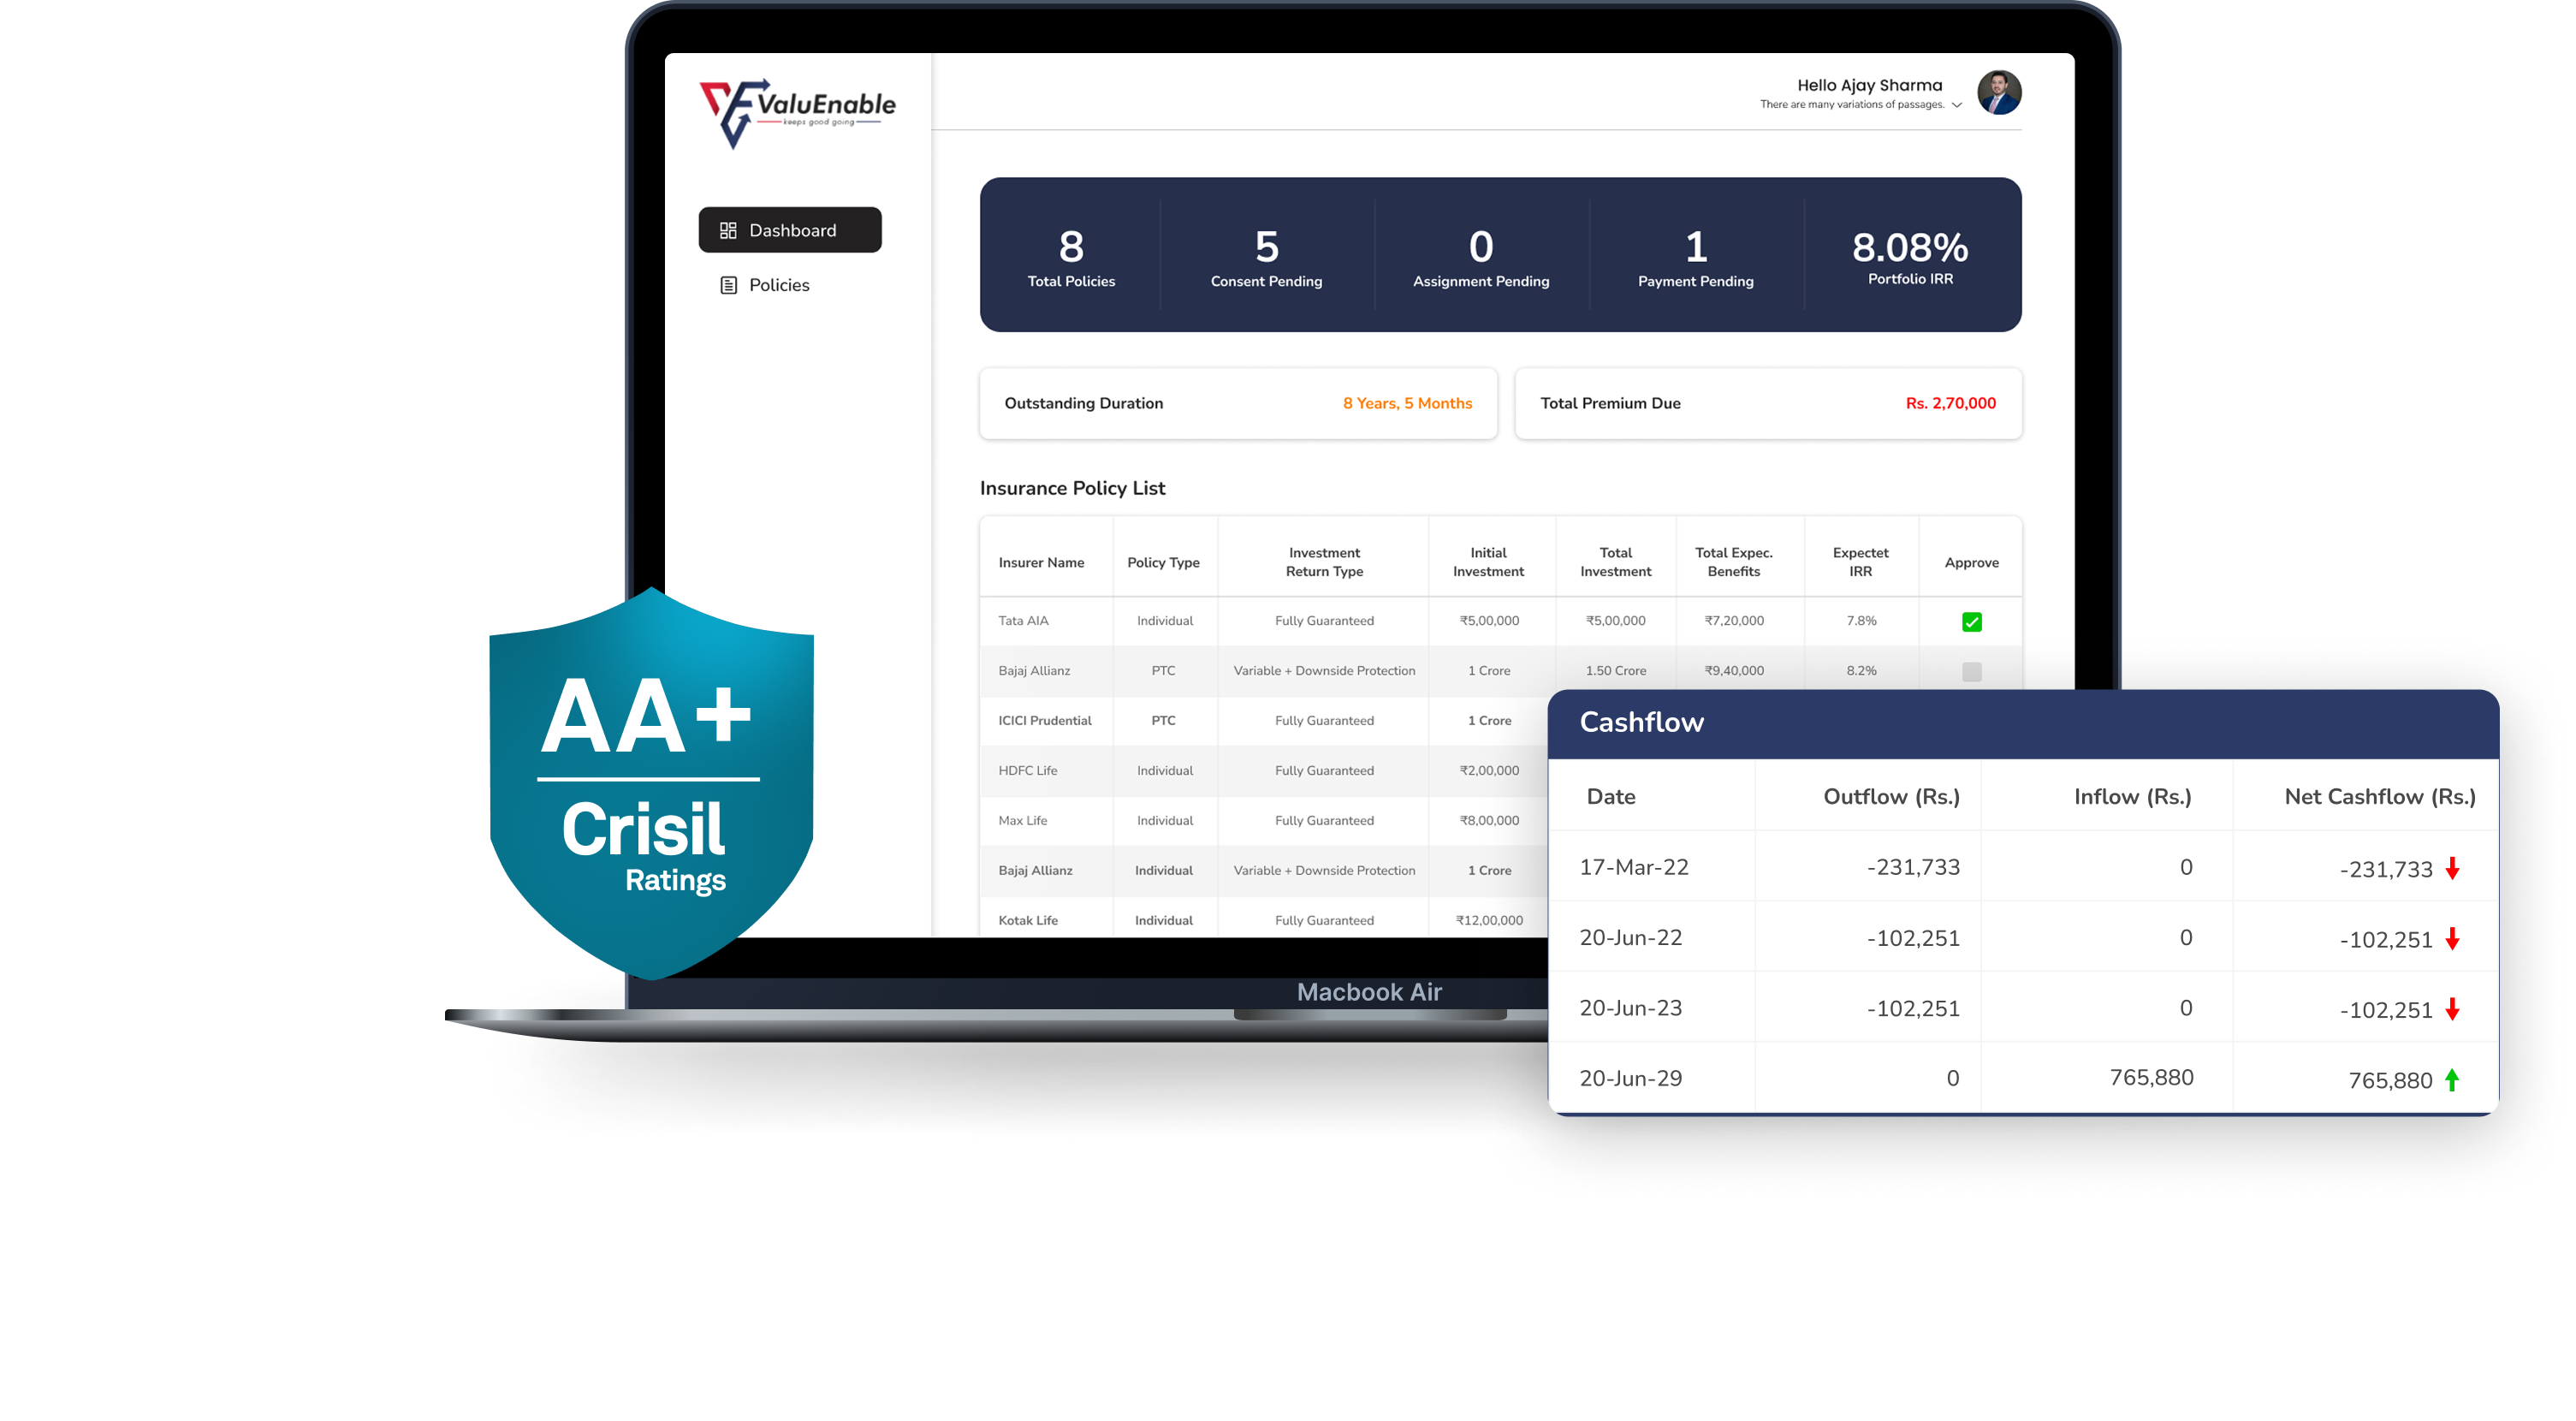 ValuEnable
keeps good going
Hello Ajay Sharma
There are many variations of passages.
Dashboard
Policies
8
Total Policies
5
Consent Pending
0
Assignment Pending
1
Payment Pending
8.08%
Portfolio IRR
Outstanding Duration 8 Years, 5 Months
Total Premium Due Rs. 2,70,000
Insurance Policy List
Insurer Name Policy Type Investment Return Type Initial Investment Total Investment Total Expec. Benefits Expectet IRR Approve
Tata AIA Individual Fully Guaranteed ₹5,00,000 ₹5,00,000 ₹7,20,000 7.8%
Bajaj Allianz PTC Variable + Downside Protection 1 Crore 1.50 Crore ₹9,40,000 8.2%
ICICI Prudential PTC Fully Guaranteed 1 Crore
HDFC Life Individual Fully Guaranteed ₹2,00,000
Max Life Individual Fully Guaranteed ₹8,00,000
Bajaj Allianz Individual Variable + Downside Protection 1 Crore
Kotak Life Individual Fully Guaranteed ₹12,00,000
Macbook Air
AA+
Crisil
Ratings
Cashflow
Date Outflow (Rs.) Inflow (Rs.) Net Cashflow (Rs.)
17-Mar-22 -231,733 0 -231,733
20-Jun-22 -102,251 0 -102,251
20-Jun-23 -102,251 0 -102,251
20-Jun-29 0 765,880 765,880